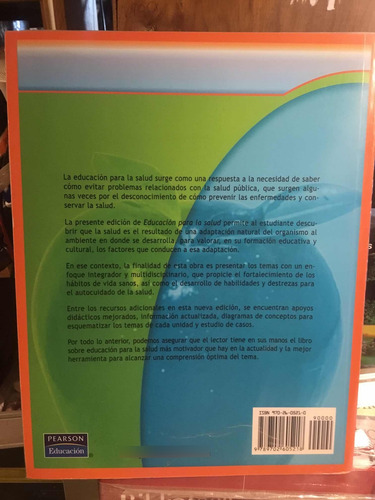 La educación para la salud surge como una respuesta a la necesidad de saber
cómo evitar problemas relacionados con la salud pública, que surgen algu-
nas veces por el desconocimiento de cómo prevenir las enfermedades y con-
servar la salud.
La presente edición de Educación para la salud permite al estudiante descu-
brir que la salud es el resultado de una adaptación natural del organismo al
ambiente en donde se desarrolla para valorar, en su formación educativa y
cultural, los factores que conducen a esa adaptación.
En ese contexto, la finalidad de esta obra es presentar los temas con un en-
foque integrador y multidisciplinario, que propicie el fortalecimiento de los
hábitos de vida sanos, así como el desarrollo de habilidades y destrezas para
el autocuidado de la salud.
Entre los recursos adicionales en esta nueva edición, se encuentran apoyos
didácticos mejorados, información actualizada, diagramas de conceptos para
esquematizar los temas de cada unidad y estudio de casos.
Por todo lo anterior, podemos asegurar que el lector tiene en sus manos el libro
sobre educación para la salud más motivador que hay en la actualidad y la mejor
herramienta para alcanzar una comprensión óptima del tema.
PEARSON
Educación
90000